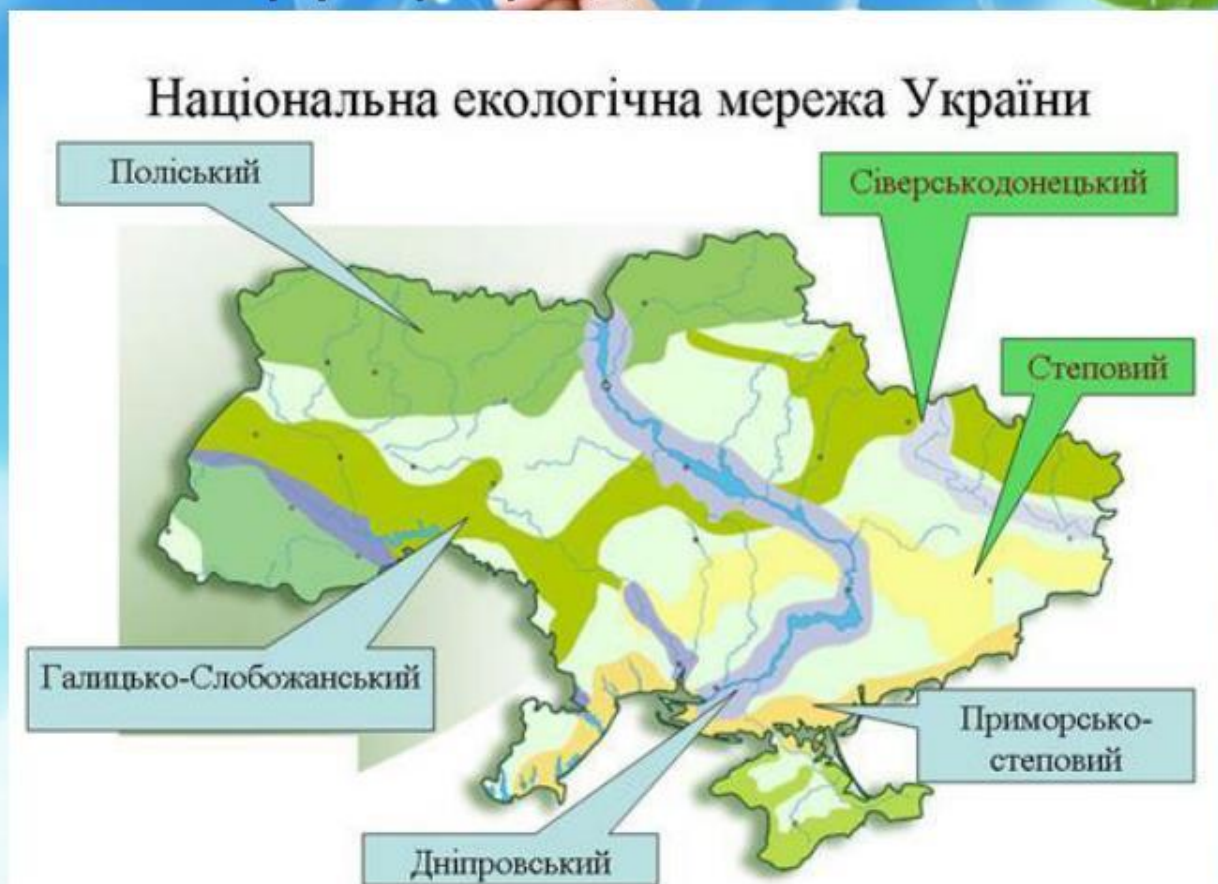 Національна екологічна мережа України
Поліський
Сіверськодонецький
Степовий
Галицько-Слобожанський
Приморсько-
степовий
Дніпровський